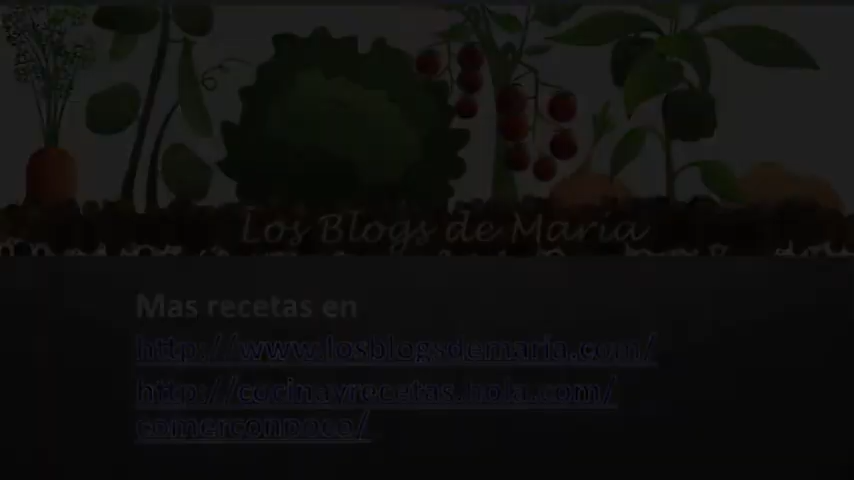 Los Blogs de María
Mas recetas en
http://www.losblogsdemaria.com/
http://cocinayrecetas.hola.com/
comerconpoco/